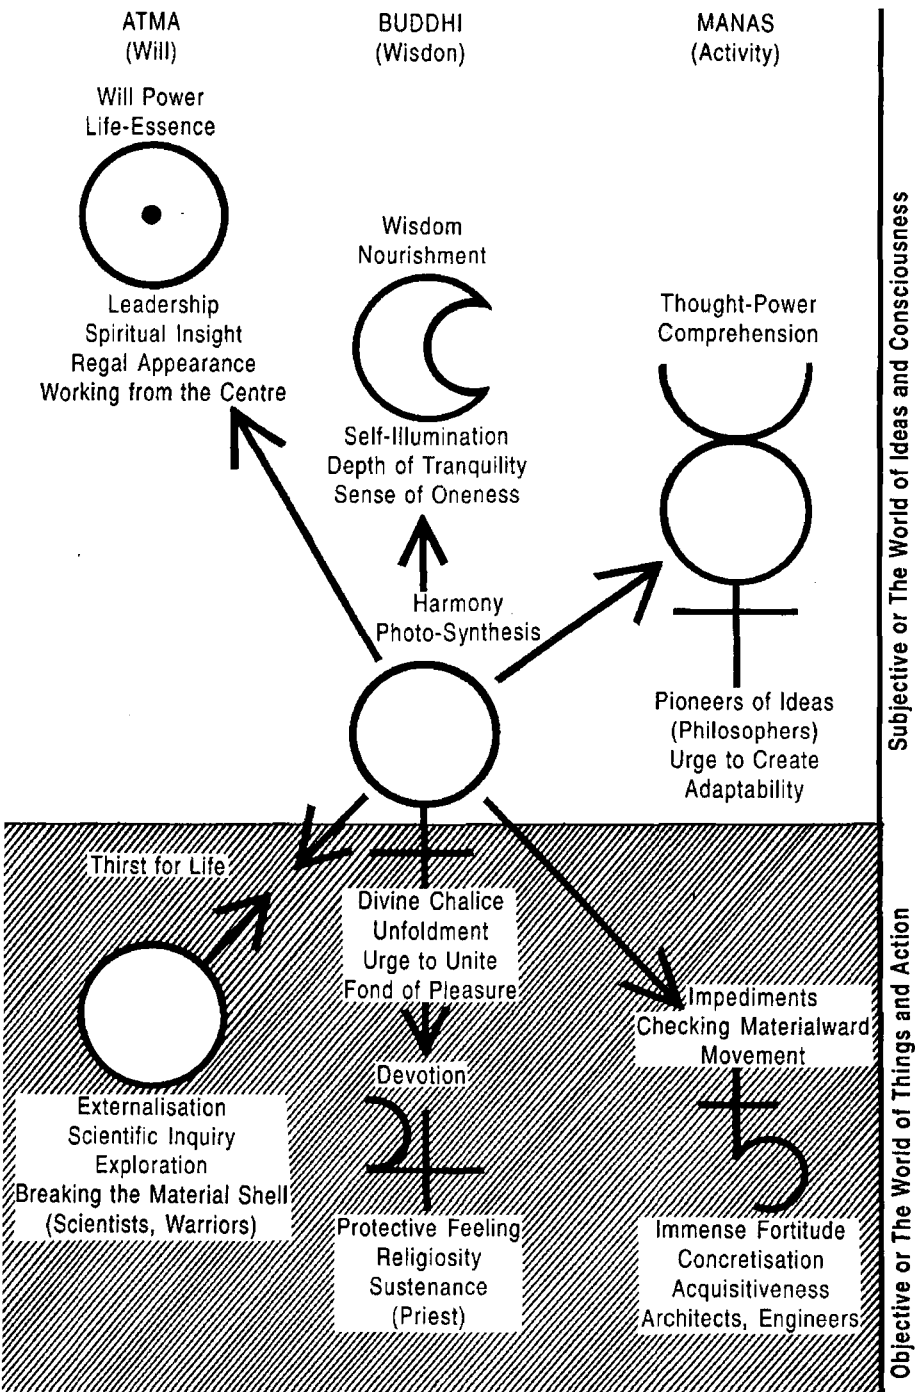 ATMA
(Will)
BUDDHI
(Wisdon)
MANAS
(Activity)
Will Power
Life-Essence
Leadership
Spiritual Insight
Regal Appearance
Working from the Centre
Wisdom
Nourishment
Self-Illumination
Depth of Tranquility
Sense of Oneness
Thought-Power
Comprehension
Pioneers of Ideas
(Philosophers)
Urge to Create
Adaptability
Harmony
Photo-Synthesis
Subjective or The World of Ideas and Consciousness
Thirst for Life
Externalisation
Scientific Inquiry
Exploration
Breaking the Material Shell
(Scientists, Warriors)
Divine Chalice
Unfoldment
Urge to Unite
Fond of Pleasure
Devotion
Protective Feeling
Religiosity
Sustenance
(Priest)
Impediments
Checking Materialward
Movement
Immense Fortitude
Concretisation
Acquisitiveness
Architects, Engineers
Objective or The World of Things and Action